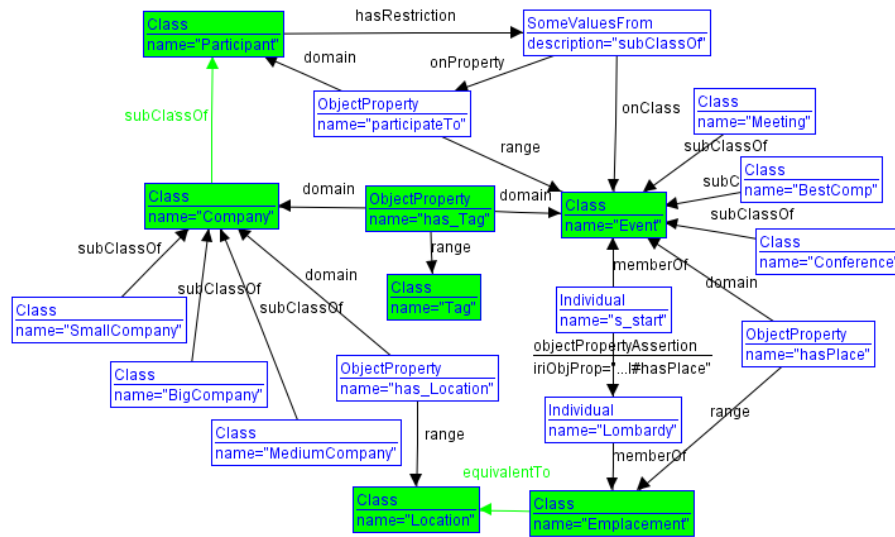 Class
name="Participant"
hasRestriction
SomeValuesFrom
description="subClassOf"
domain
onProperty
ObjectProperty
name="participateTo"
subClassOf
onClass
Class
name="Meeting"
range
subClassOf
Class
name="BestComp"
subC
Class
name="Company"
domain
ObjectProperty
name="has_Tag"
domain
Class
name="Event"
subClassOf
Class
name="Conference"
range
subClassOf
domain
memberOf
Class
name="Tag"
subClassOf
subClassOf
domain
Class
name="SmallCompany"
Individual
name="s_start"
ObjectProperty
name="hasPlace"
objectPropertyAssertion
iriObjProp="...l#hasPlace"
ObjectProperty
name="has_Location"
Class
name="BigCompany"
Individual
name="Lombardy"
range
Class
name="MediumCompany"
range
memberOf
equivalentTo
Class
name="Location"
Class
name="Emplacement"